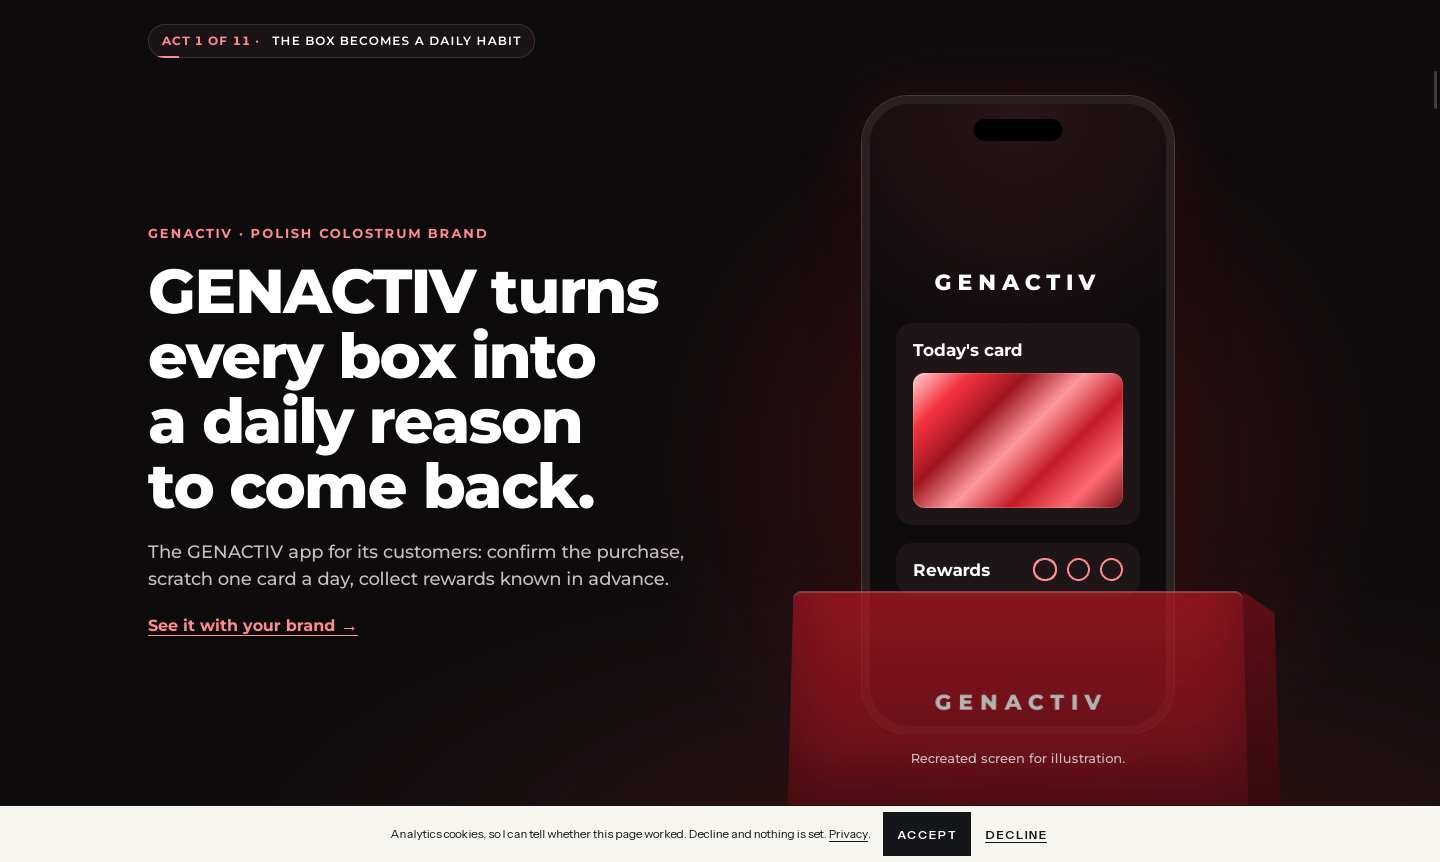 ACT 1 OF 11 · THE BOX BECOMES A DAILY HABIT
GENACTIV · POLISH COLOSTRUM BRAND
GENACTIV turns
every box into
a daily reason
to come back.
The GENACTIV app for its customers: confirm the purchase,
scratch one card a day, collect rewards known in advance.
See it with your brand →
GENACTIV
Today's card
Rewards
GENACTIV
Recreated screen for illustration.
Analytics cookies, so I can tell whether this page worked. Decline and nothing is set. Privacy.
ACCEPT
DECLINE